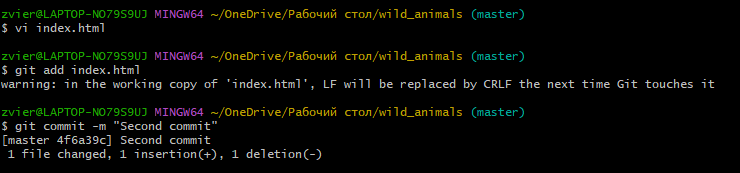 zvier@LAPTOP-NO79S9UJ MINGW64 ~/OneDrive/Рабочий стол/wild_animals (master)
$ vi index.html
zvier@LAPTOP-NO79S9UJ MINGW64 ~/OneDrive/Рабочий стол/wild_animals (master)
$ git add index.html
warning: in the working copy of 'index.html', LF will be replaced by CRLF the next time Git touches it
zvier@LAPTOP-NO79S9UJ MINGW64 ~/OneDrive/Рабочий стол/wild_animals (master)
$ git commit -m "Second commit"
[master 4f6a39c] Second commit
 1 file changed, 1 insertion(+), 1 deletion(-)